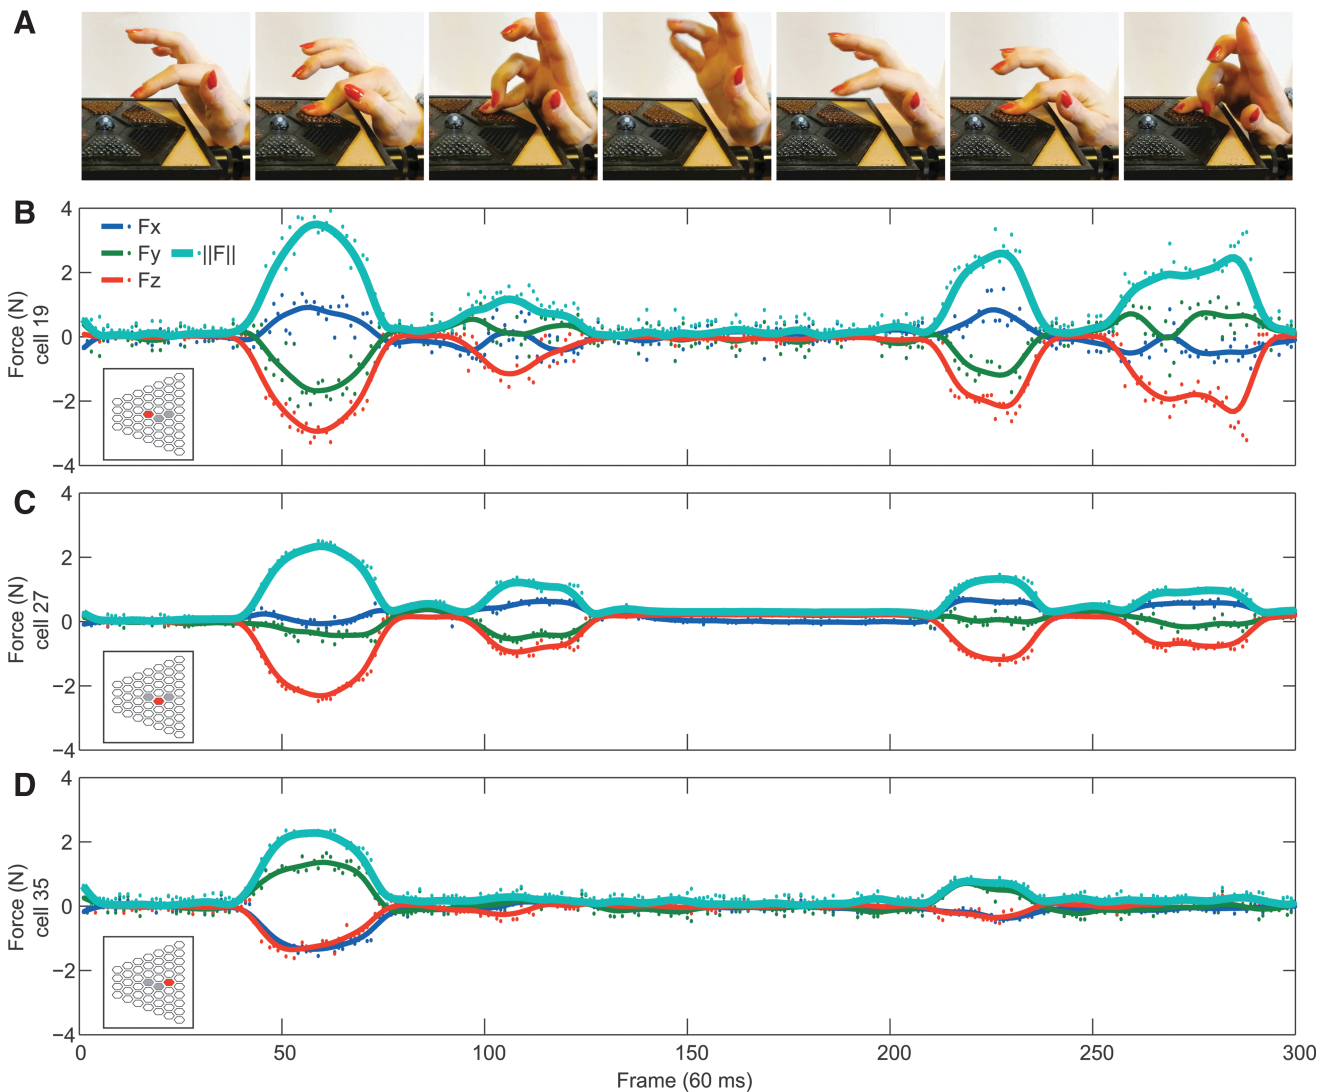 A
B
4
2
0
−2
−4
Force (N)
cell 19
Fx
Fy
||F||
Fz
C
4
2
0
−2
−4
Force (N)
cell 27
D
4
2
0
−2
−4
Force (N)
cell 35
0 50 100 150 200 250 300
Frame (60 ms)